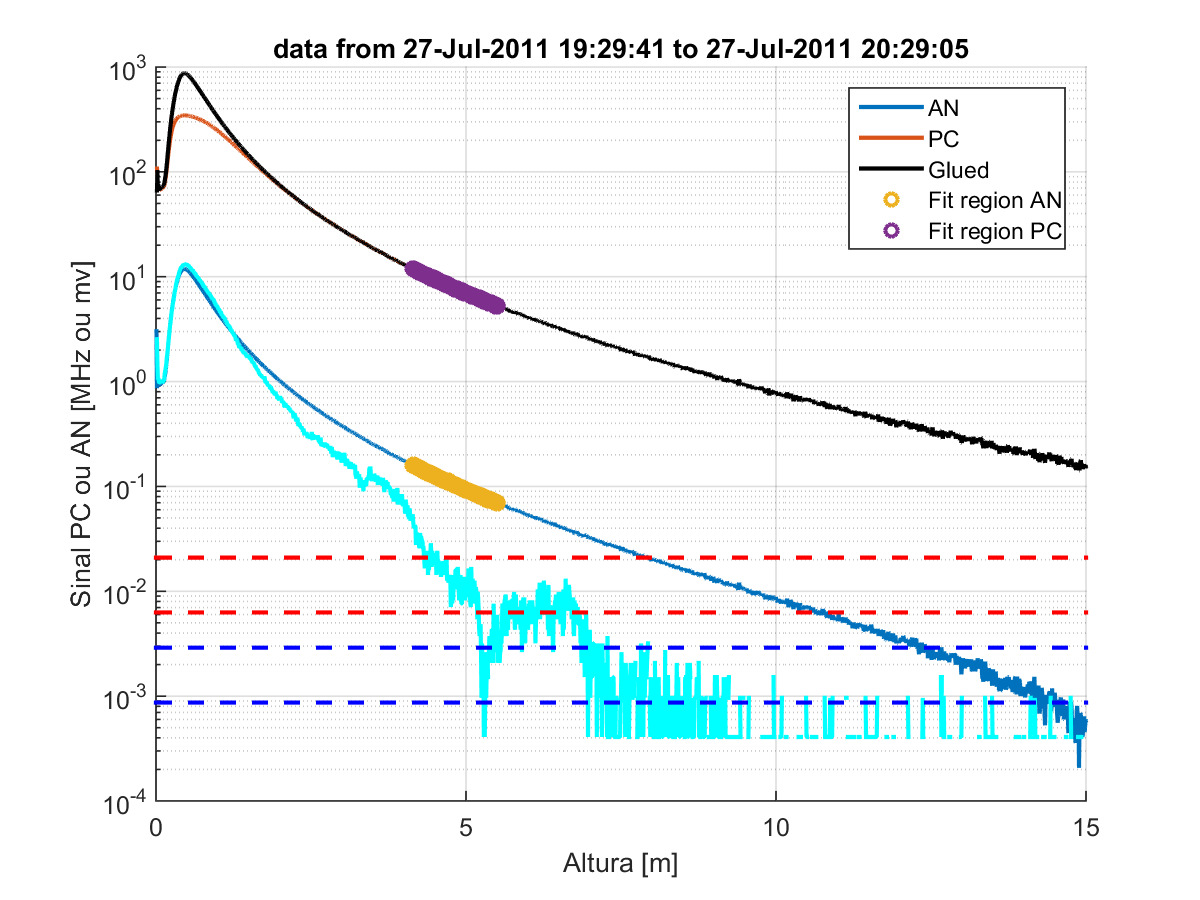 data from 27-Jul-2011 19:29:41 to 27-Jul-2011 20:29:05
AN
PC
Glued
Fit region AN
Fit region PC
Sinal PC ou AN [MHz ou mv]
10^3
10^2
10^1
10^0
10^-1
10^-2
10^-3
10^-4
0 5 10 15
Altura [m]